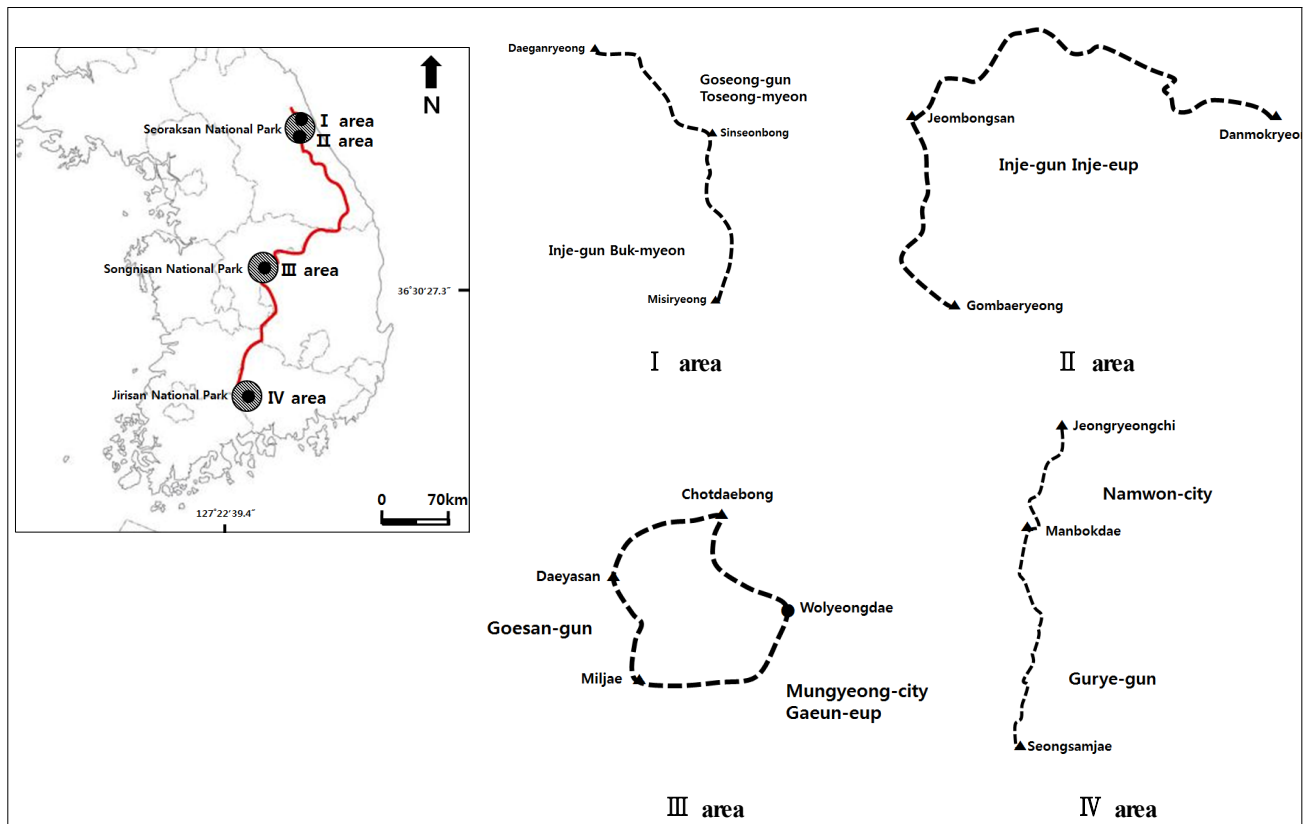 N
Seoraksan National Park
Ⅰ area
Ⅱ area
Songnisan National Park
Ⅲ area
36°30′27.3″
Jirisan National Park
Ⅳ area
0 70km
127°22′39.4″
Daeganryeong
Goseong-gun
Toseong-myeon
Sinseonbong
Inje-gun Buk-myeon
Misiryeong
Ⅰ area
Jeombongsan
Danmokryeo
Inje-gun Inje-eup
Gombaeryeong
Ⅱ area
Chotdaebong
Daeyasan
Wolyeongdae
Goesan-gun
Miljae
Mungyeong-city
Gaeun-eup
Ⅲ area
Jeongryeongchi
Namwon-city
Manbokdae
Gurye-gun
Seongsamjae
Ⅳ area